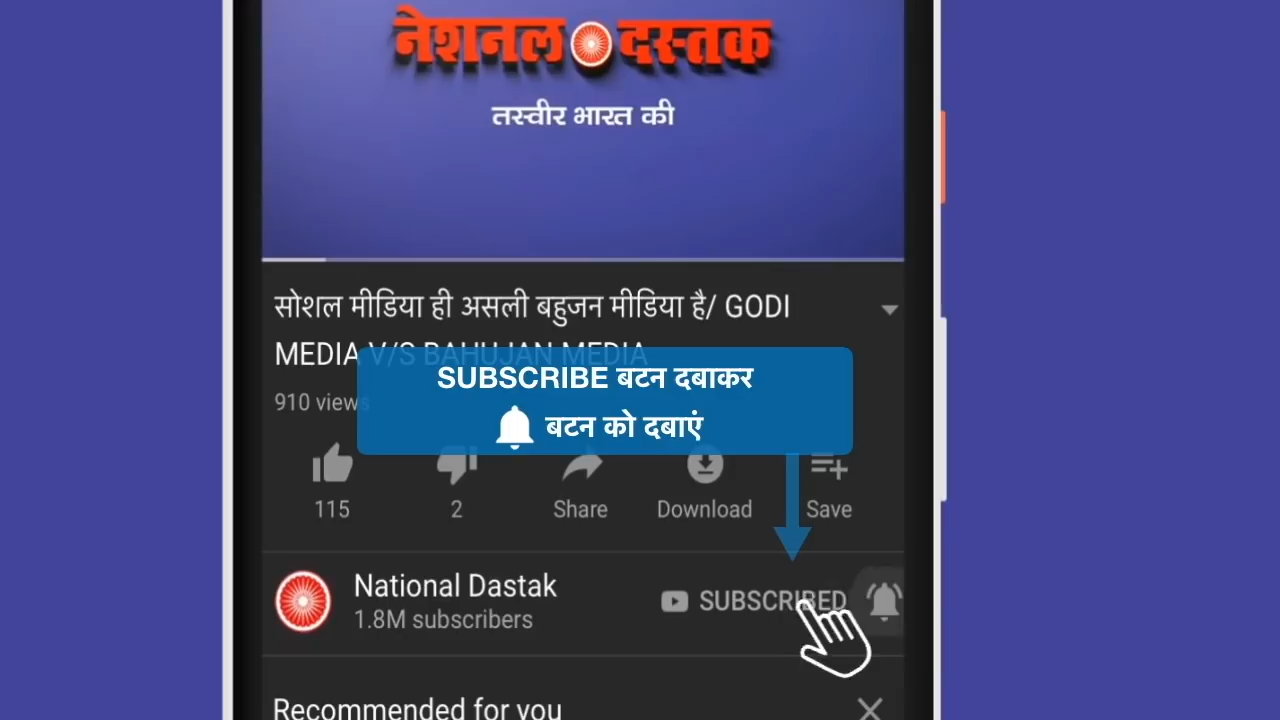 नेशनल दस्तक
तस्वीर भारत की
सोशल मीडिया ही असली बहुजन मीडिया है/ GODI
MEDIA V/S BAHUJAN MEDIA
910 views
SUBSCRIBE बटन दबाकर
बटन को दबाएं
115
2
Share
Download
Save
National Dastak
1.8M subscribers
SUBSCRIBED
Recommended for you